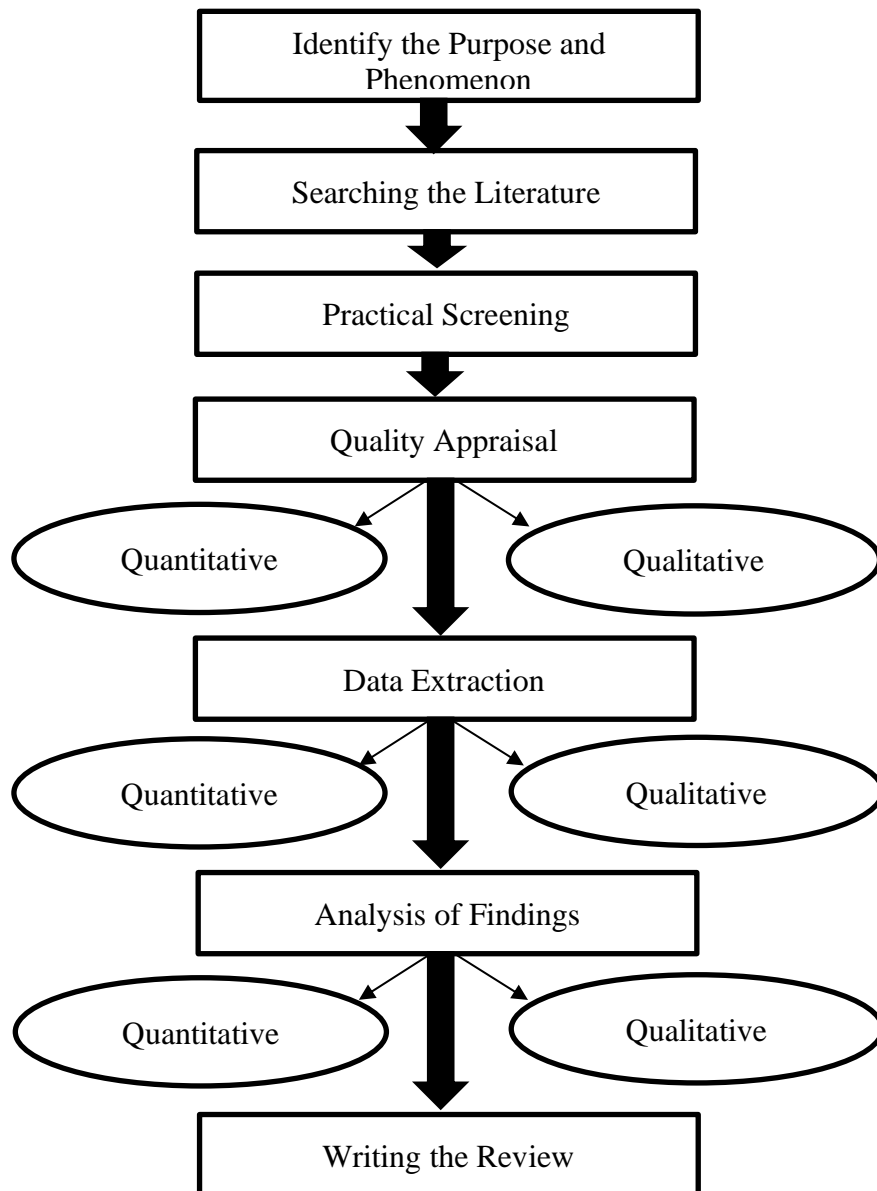 Identify the Purpose and
Phenomenon
Searching the Literature
Practical Screening
Quality Appraisal
Quantitative
Qualitative
Data Extraction
Quantitative
Qualitative
Analysis of Findings
Quantitative
Qualitative
Writing the Review